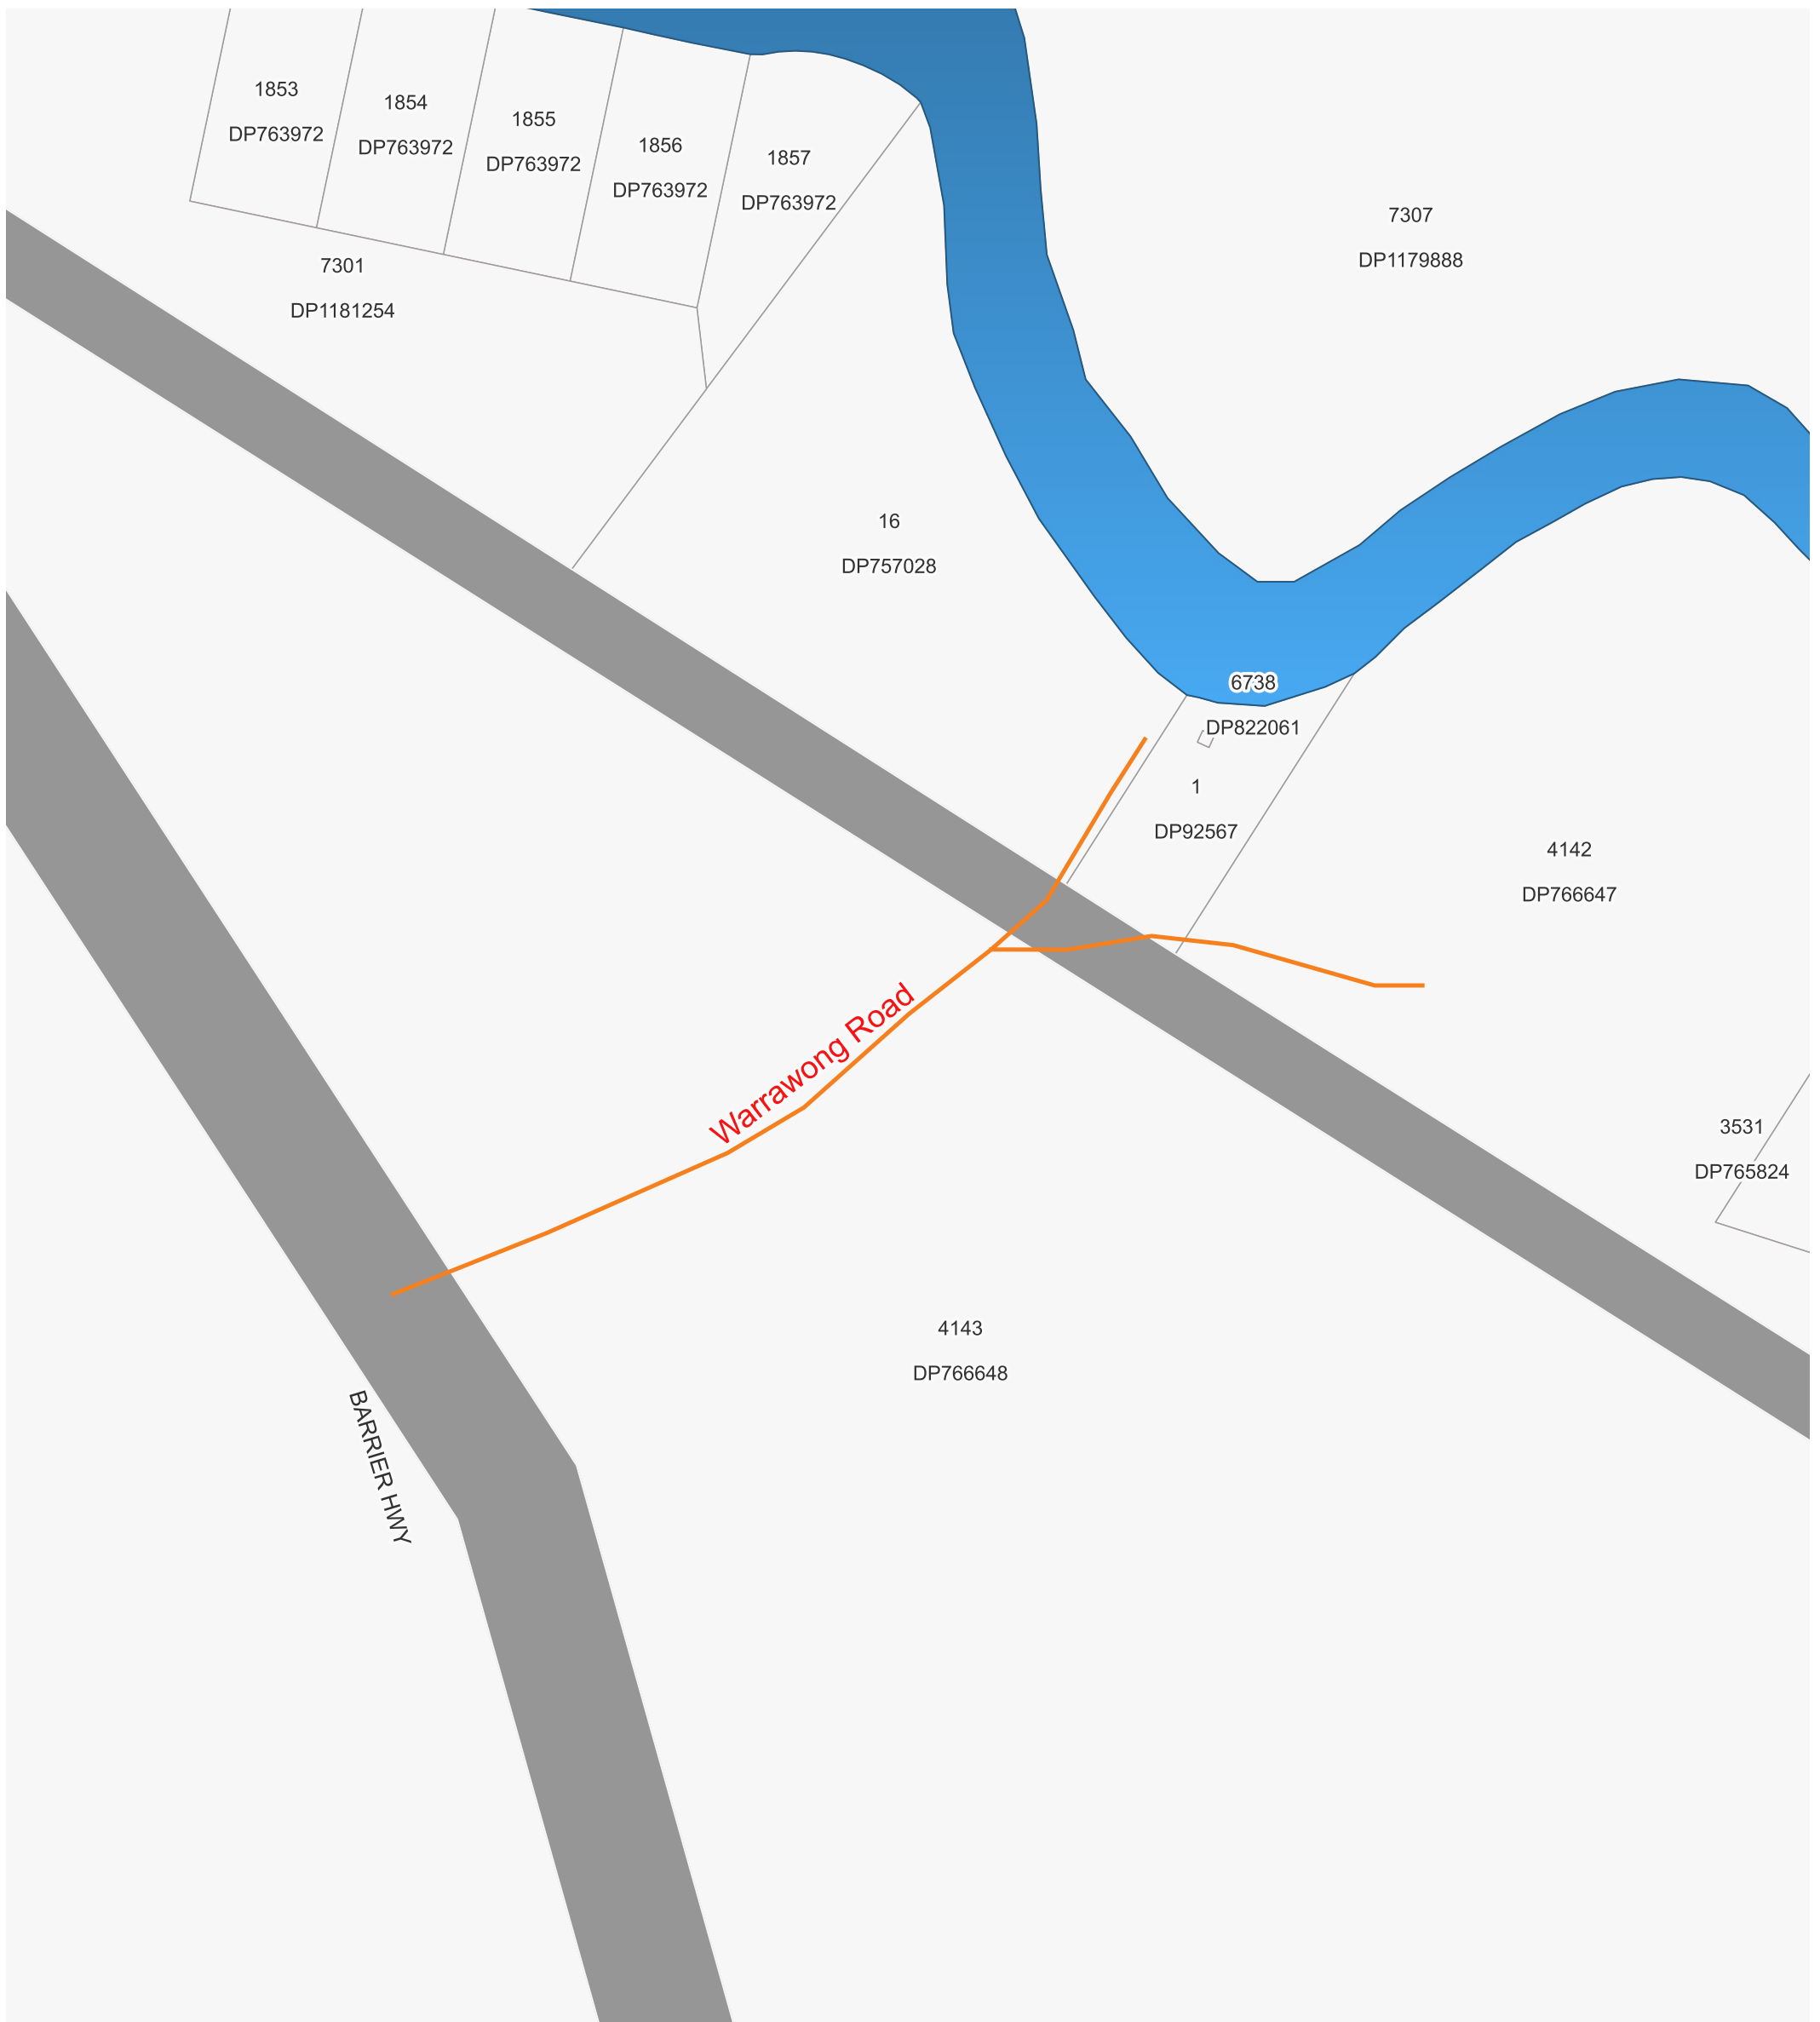 1853
DP763972
1854
DP763972
1855
DP763972
1856
DP763972
1857
DP763972
7307
DP1179888
7301
DP1181254
16
DP757028
6738
DP822061
1
DP92567
4142
DP766647
Warrawong Road
3531
DP765824
4143
DP766648
BARRIER HWY